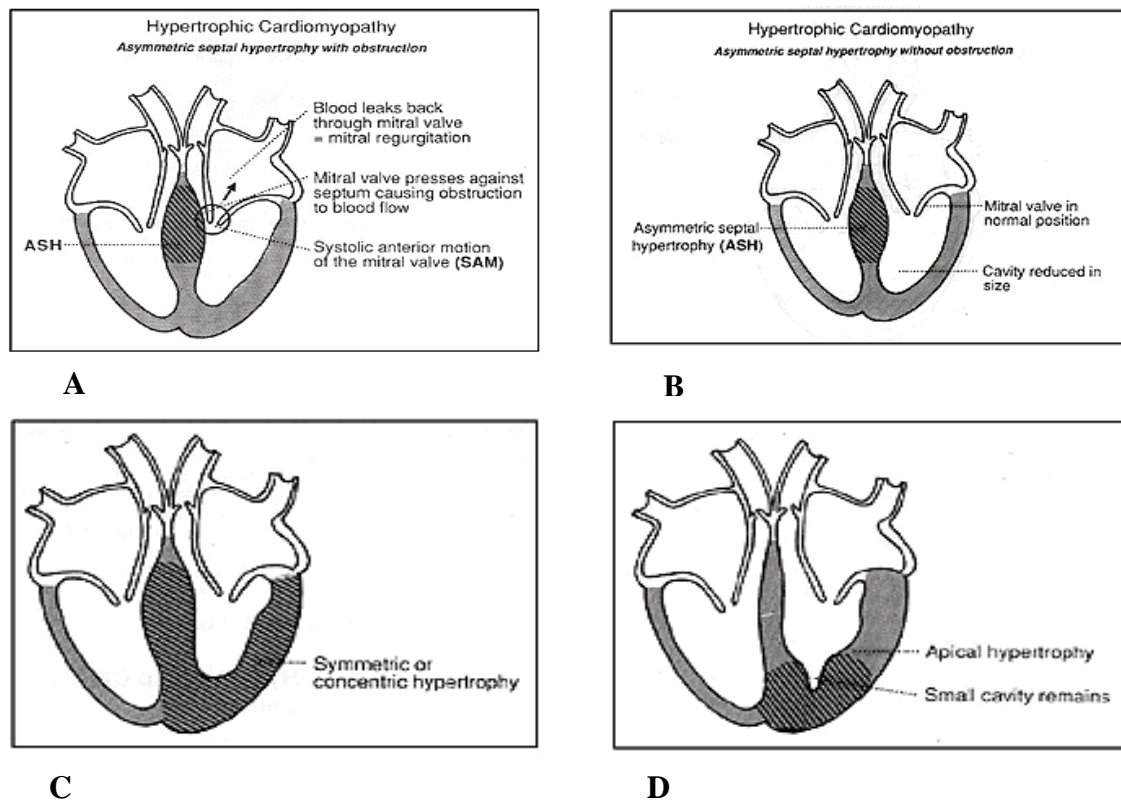 Hypertrophic Cardiomyopathy
Asymmetric septal hypertrophy with obstruction
Blood leaks back
through mitral valve
= mitral regurgitation
Mitral valve presses against
septum causing obstruction
to blood flow
ASH
Systolic anterior motion
of the mitral valve (SAM)
A
Hypertrophic Cardiomyopathy
Asymmetric septal hypertrophy without obstruction
Mitral valve in
normal position
Asymmetric septal
hypertrophy (ASH)
Cavity reduced in
size
B
Symmetric or
concentric hypertrophy
C
Apical hypertrophy
Small cavity remains
D